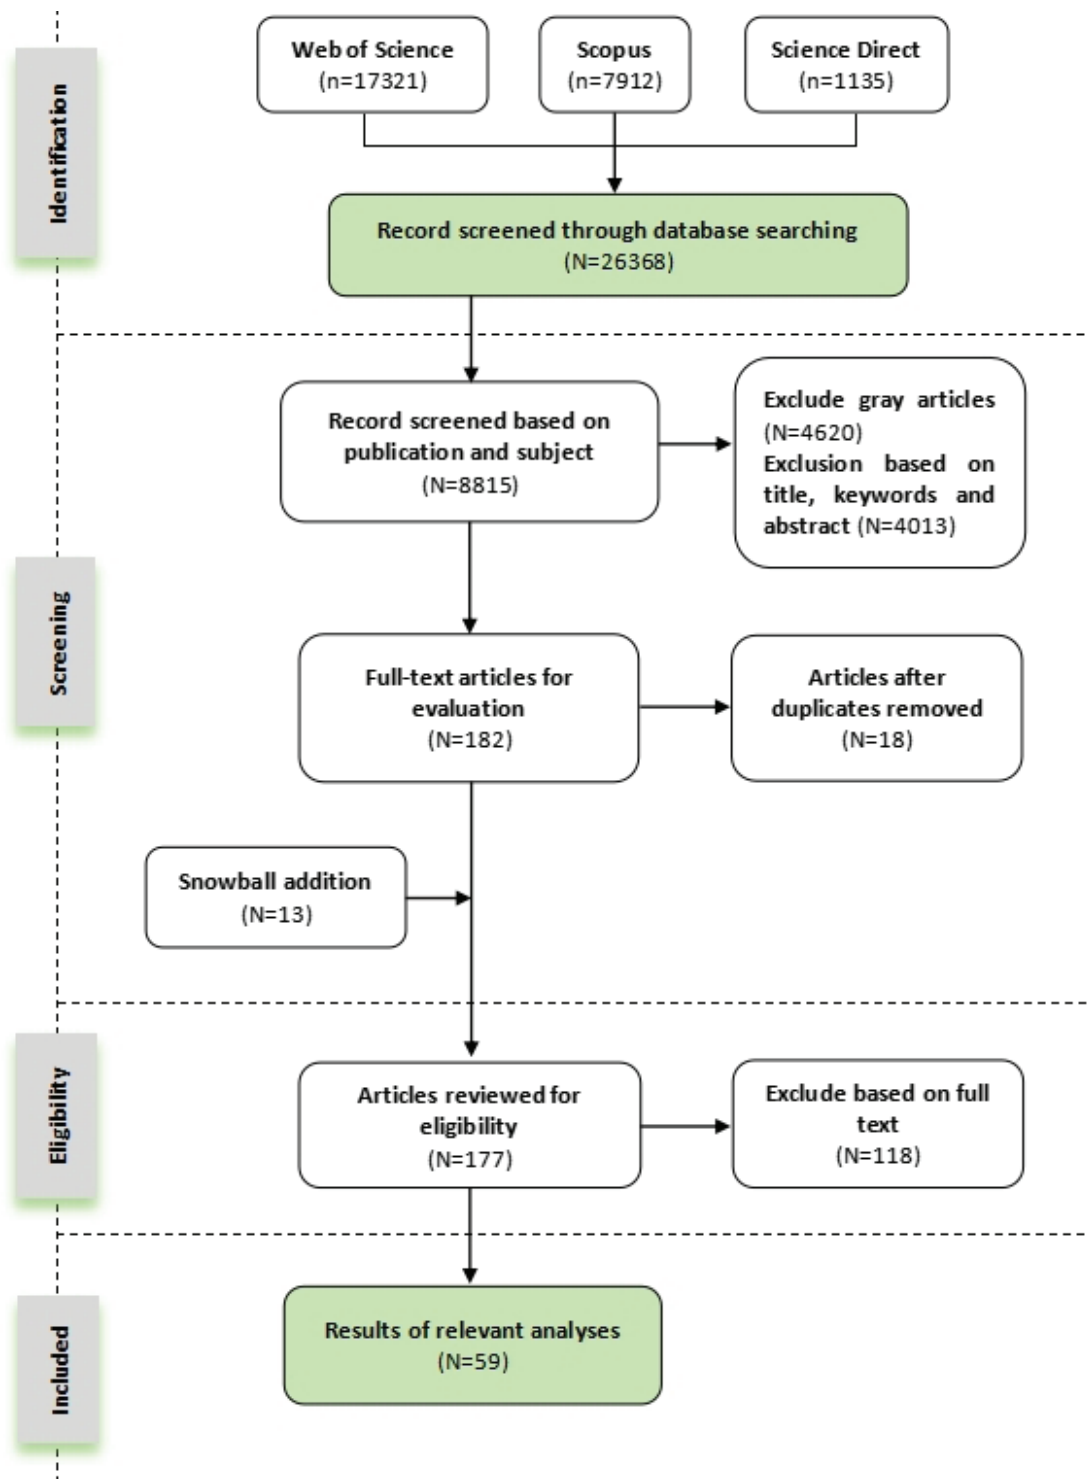 Identification
Web of Science
(n=17321)
Scopus
(n=7912)
Science Direct
(n=1135)
Record screened through database searching
(N=26368)
Screening
Record screened based on
publication and subject
(N=8815)
Exclude gray articles
(N=4620)
Exclusion based on
title, keywords and
abstract (N=4013)
Full-text articles for
evaluation
(N=182)
Articles after
duplicates removed
(N=18)
Snowball addition
(N=13)
Eligibility
Articles reviewed for
eligibility
(N=177)
Exclude based on full
text
(N=118)
Included
Results of relevant analyses
(N=59)